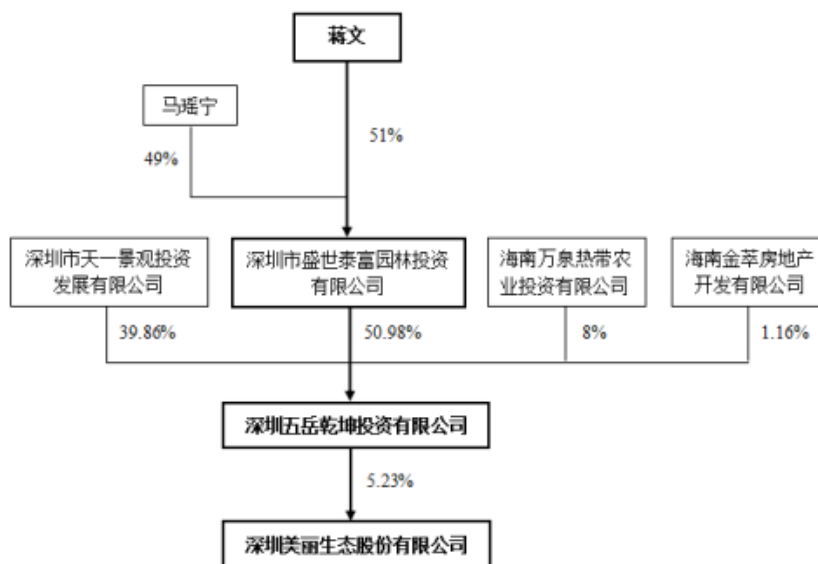 蒋文
马瑶宁
51%
49%
深圳市天一景观投资
发展有限公司
深圳市盛世泰富园林投资
有限公司
海南万泉热带农
业投资有限公司
海南金萃房地产
开发有限公司
39.86%
50.98%
8%
1.16%
深圳五岳乾坤投资有限公司
5.23%
深圳美丽生态股份有限公司